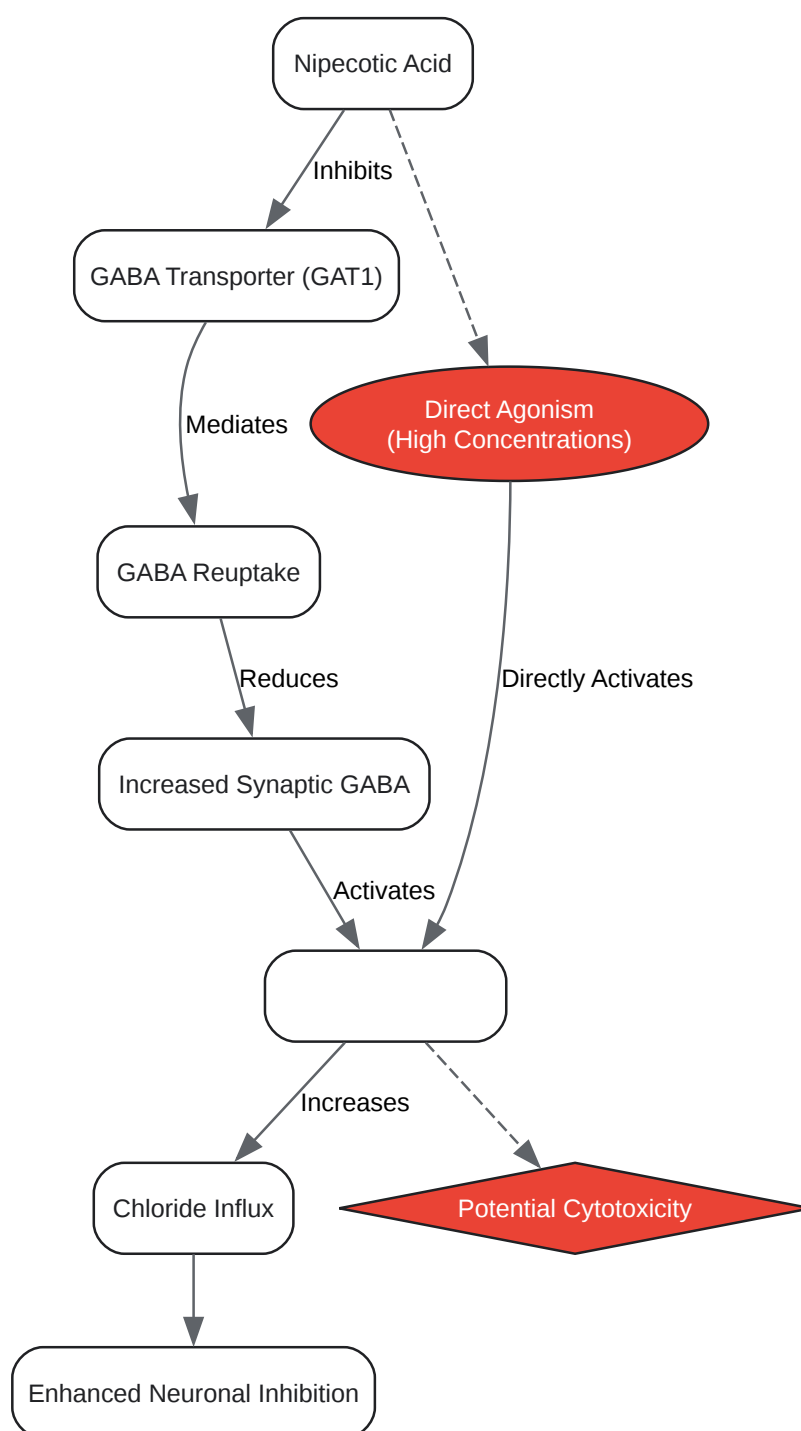 Nipecotic Acid
Inhibits
GABA Transporter (GAT1)
Direct Agonism
(High Concentrations)
Mediates
GABA Reuptake
Reduces
Directly Activates
Increased Synaptic GABA
Activates
Increases
Chloride Influx
Potential Cytotoxicity
Enhanced Neuronal Inhibition